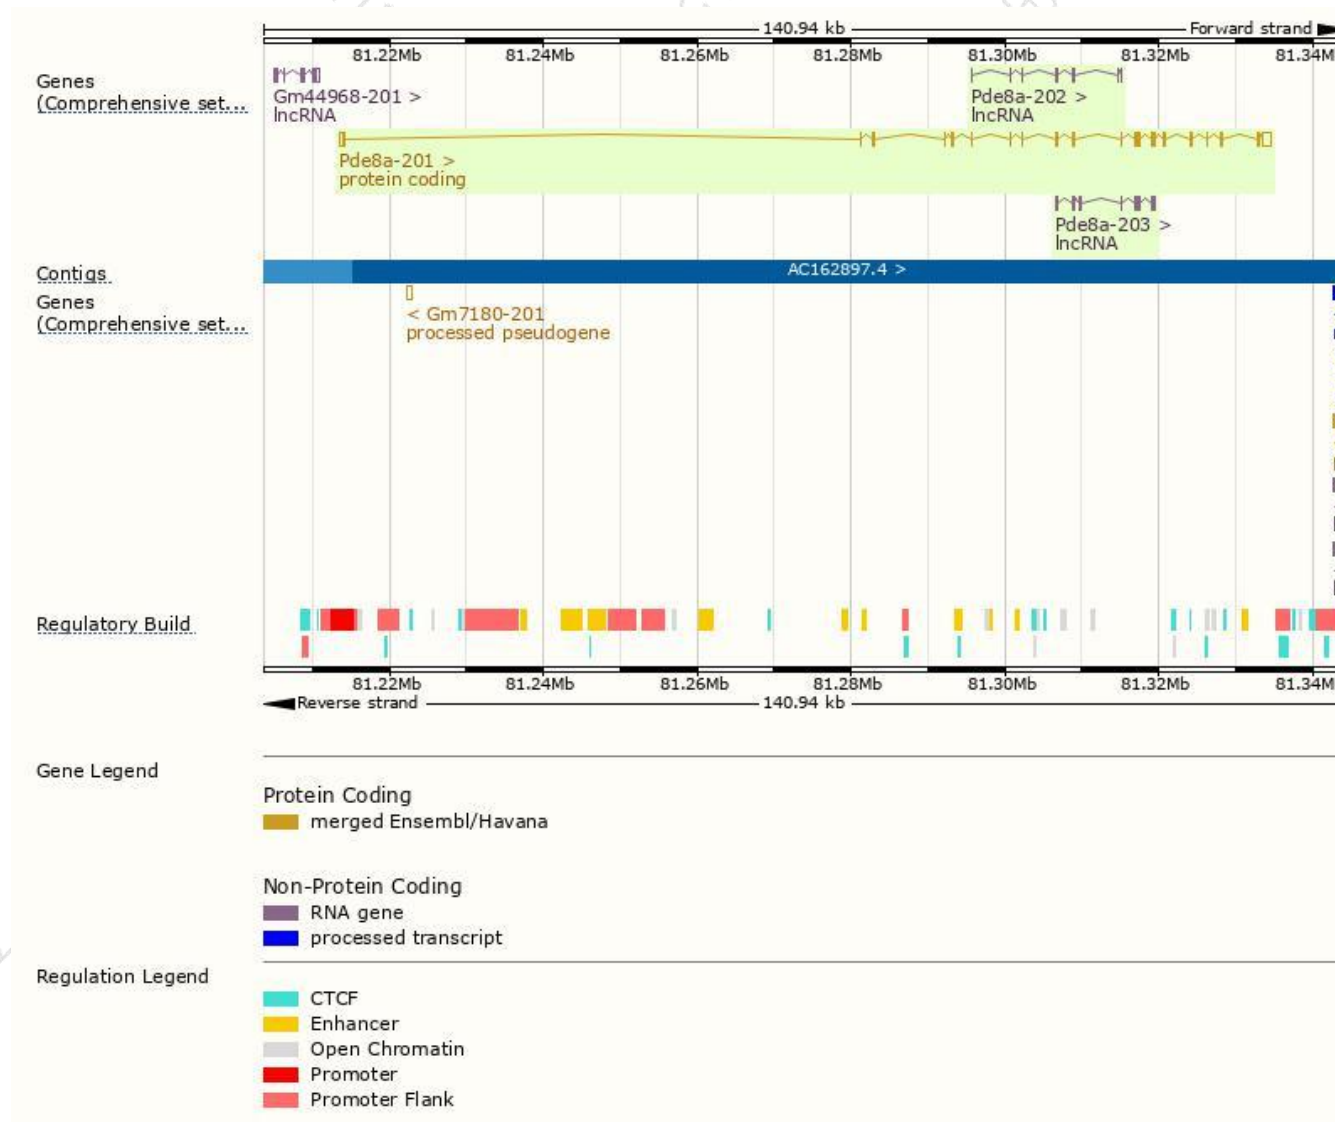 140.94 kb Forward strand
81.22Mb 81.24Mb 81.26Mb 81.28Mb 81.30Mb 81.32Mb 81.34M
Genes
(Comprehensive set...
Gm44968-201 >
lncRNA
Pde8a-202 >
lncRNA
Pde8a-201 >
protein coding
Pde8a-203 >
lncRNA
Contigs
AC162897.4 >
Genes
(Comprehensive set...
< Gm7180-201
processed pseudogene
Regulatory Build
81.22Mb 81.24Mb 81.26Mb 81.28Mb 81.30Mb 81.32Mb 81.34M
Reverse strand 140.94 kb
Gene Legend
Protein Coding
merged Ensembl/Havana
Non-Protein Coding
RNA gene
processed transcript
Regulation Legend
CTCF
Enhancer
Open Chromatin
Promoter
Promoter Flank